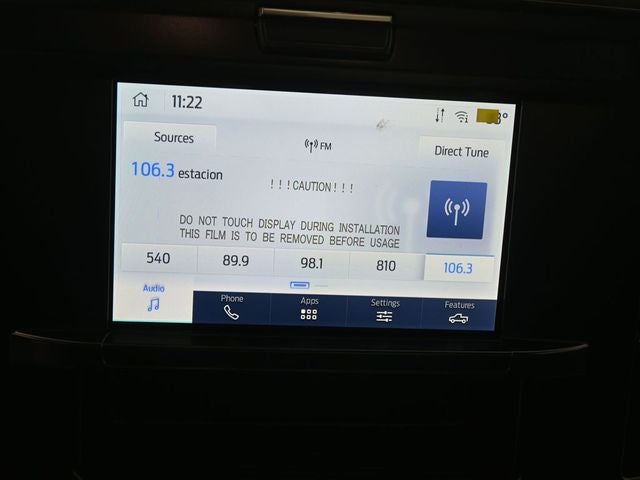 11:22
Sources
FM
Direct Tune
106.3 estacion
!!!CAUTION!!!
DO NOT TOUCH DISPLAY DURING INSTALLATION
THIS FILM IS TO BE REMOVED BEFORE USAGE
540 89.9 98.1 810 106.3
Audio Phone Apps Settings Features